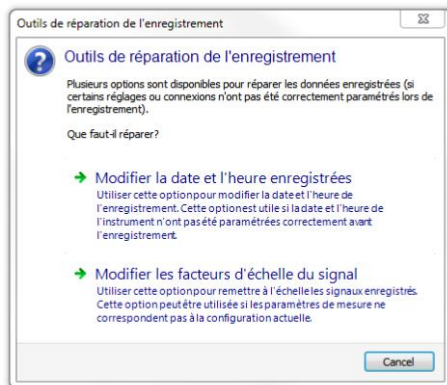 Outils de réparation de l'enregistrement
Outils de réparation de l'enregistrement
Plusieurs options sont disponibles pour réparer les données enregistrées (si
certains réglages ou connexions n'ont pas été correctement paramétrés lors de
l'enregistrement).
Que faut-il réparer?
Modifier la date et l'heure enregistrées
Utiliser cette option pour modifier la date et l'heure de
l'enregistrement. Cette option est utile si la date et l'heure de
l'instrument n'ont pas été paramétrées correctement avant
l'enregistrement.
Modifier les facteurs d'échelle du signal
Utiliser cette option pour remettre à l'échelle les signaux enregistrés.
Cette option peut être utilisée si les paramètres de mesure ne
correspondent pas à la configuration actuelle.
Cancel